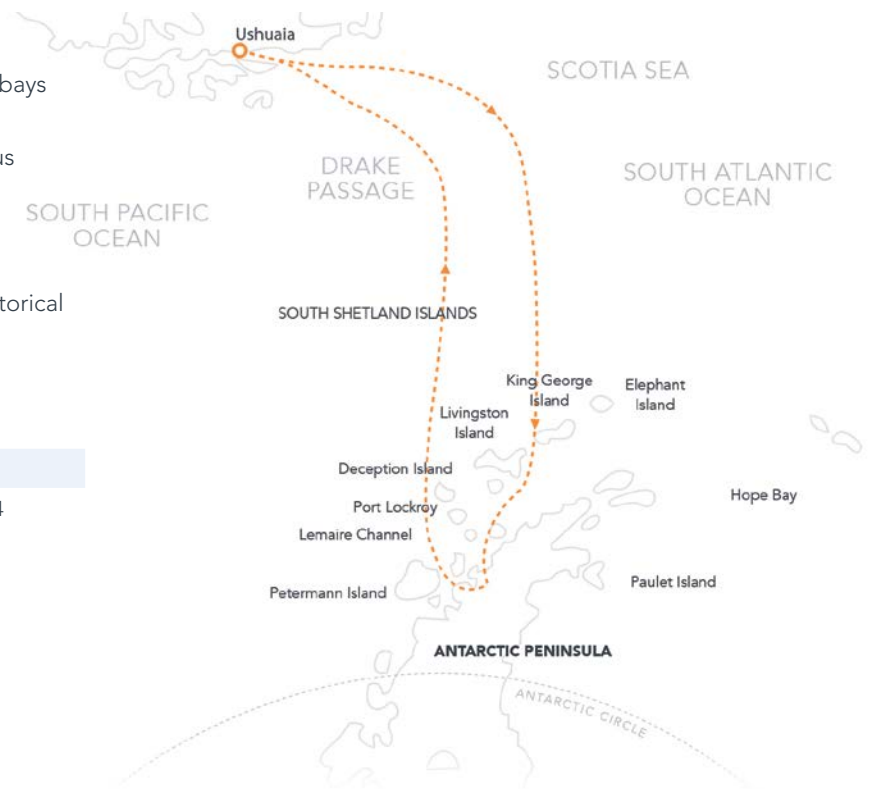 bays
us
torical
4
Ushuaia
SCOTIA SEA
DRAKE
PASSAGE
SOUTH ATLANTIC
OCEAN
SOUTH PACIFIC
OCEAN
SOUTH SHETLAND ISLANDS
King George
Island
Elephant
Island
Livingston
Island
Deception Island
Hope Bay
Port Lockroy
Lemaire Channel
Paulet Island
Petermann Island
ANTARCTIC PENINSULA
ANTARCTIC CIRCLE